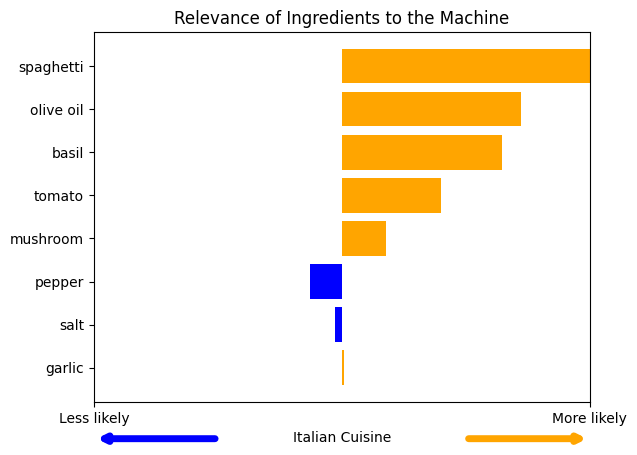 Relevance of Ingredients to the Machine
spaghetti
olive oil
basil
tomato
mushroom
pepper
salt
garlic
Less likely
More likely
Italian Cuisine